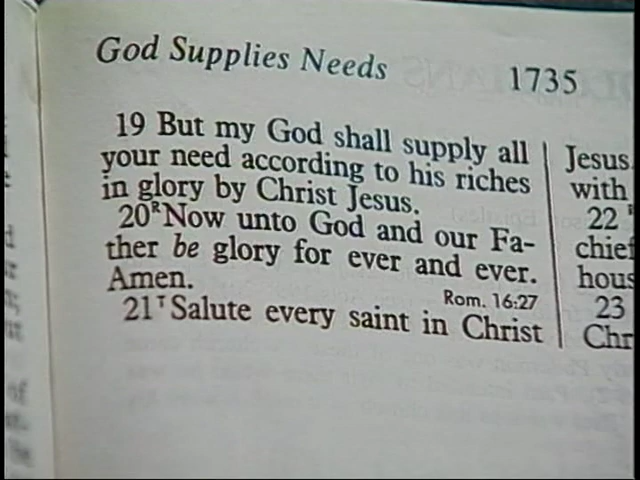 God Supplies Needs
1735
19 But my God shall supply all
your need according to his riches
in glory by Christ Jesus.
20 R Now unto God and our Fa-
ther be glory for ever and ever.
Amen.
Rom. 16:27
21 T Salute every saint in Christ
Jesus
with
22
chief
hous
23
Chr